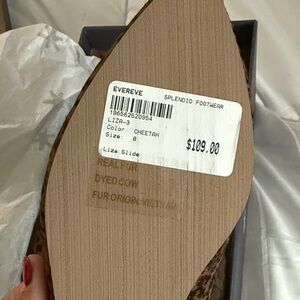 EVEREVE SPLENDID FOOTWEAR
196562520954
LIZA-3
Color: CHEETAH
Size: 8
$109.00
Liza Slide
REAL FUR
DYED COW
FUR ORIGIN: VIETNAM